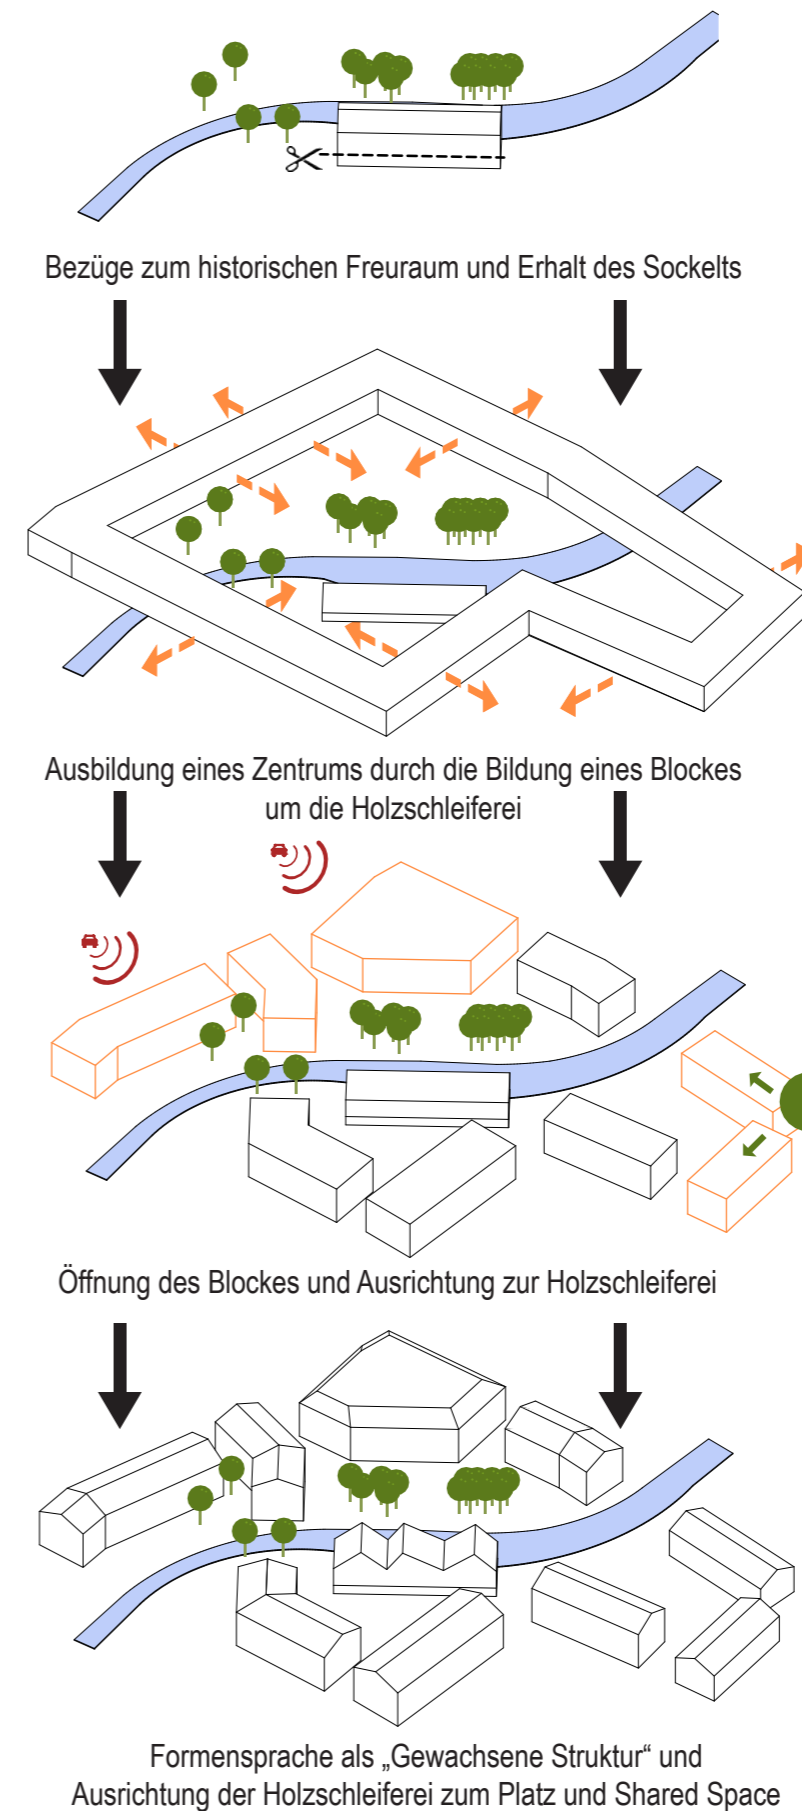 Bezüge zum historischen Freuraum und Erhalt des Sockelts
Ausbildung eines Zentrums durch die Bildung eines Blockes
um die Holzschleiferei
Öffnung des Blockes und Ausrichtung zur Holzschleiferei
Formensprache als „Gewachsene Struktur“ und
Ausrichtung der Holzschleiferei zum Platz und Shared Space